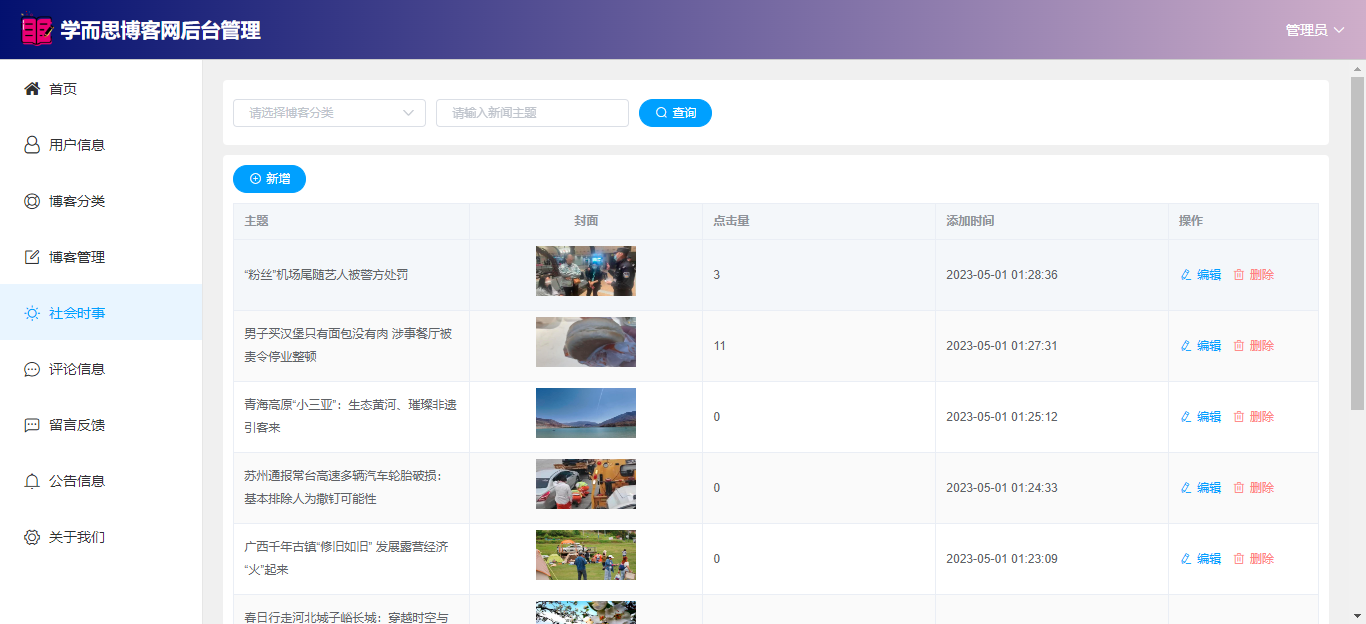 学而思博客网后台管理
管理员
首页
用户信息
博客分类
博客管理
社会时事
评论信息
留言反馈
公告信息
关于我们
请选择博客分类
请输入新闻主题
查询
新增
主题 封面 点击量 添加时间 操作
“粉丝”机场尾随艺人被警方处罚
3 2023-05-01 01:28:36 编辑 删除
男子买汉堡只有面包没有肉 涉事餐厅被
责令停业整顿
11 2023-05-01 01:27:31 编辑 删除
青海高原“小三亚”：生态黄河、璀璨非遗
引客来
0 2023-05-01 01:25:12 编辑 删除
苏州通报常台高速多辆汽车轮胎破损：
基本排除人为撒钉可能性
0 2023-05-01 01:24:33 编辑 删除
广西千年古镇“修旧如旧” 发展露营经济
“火”起来
0 2023-05-01 01:23:09 编辑 删除
春日行走河北城子峪长城：穿越时空与